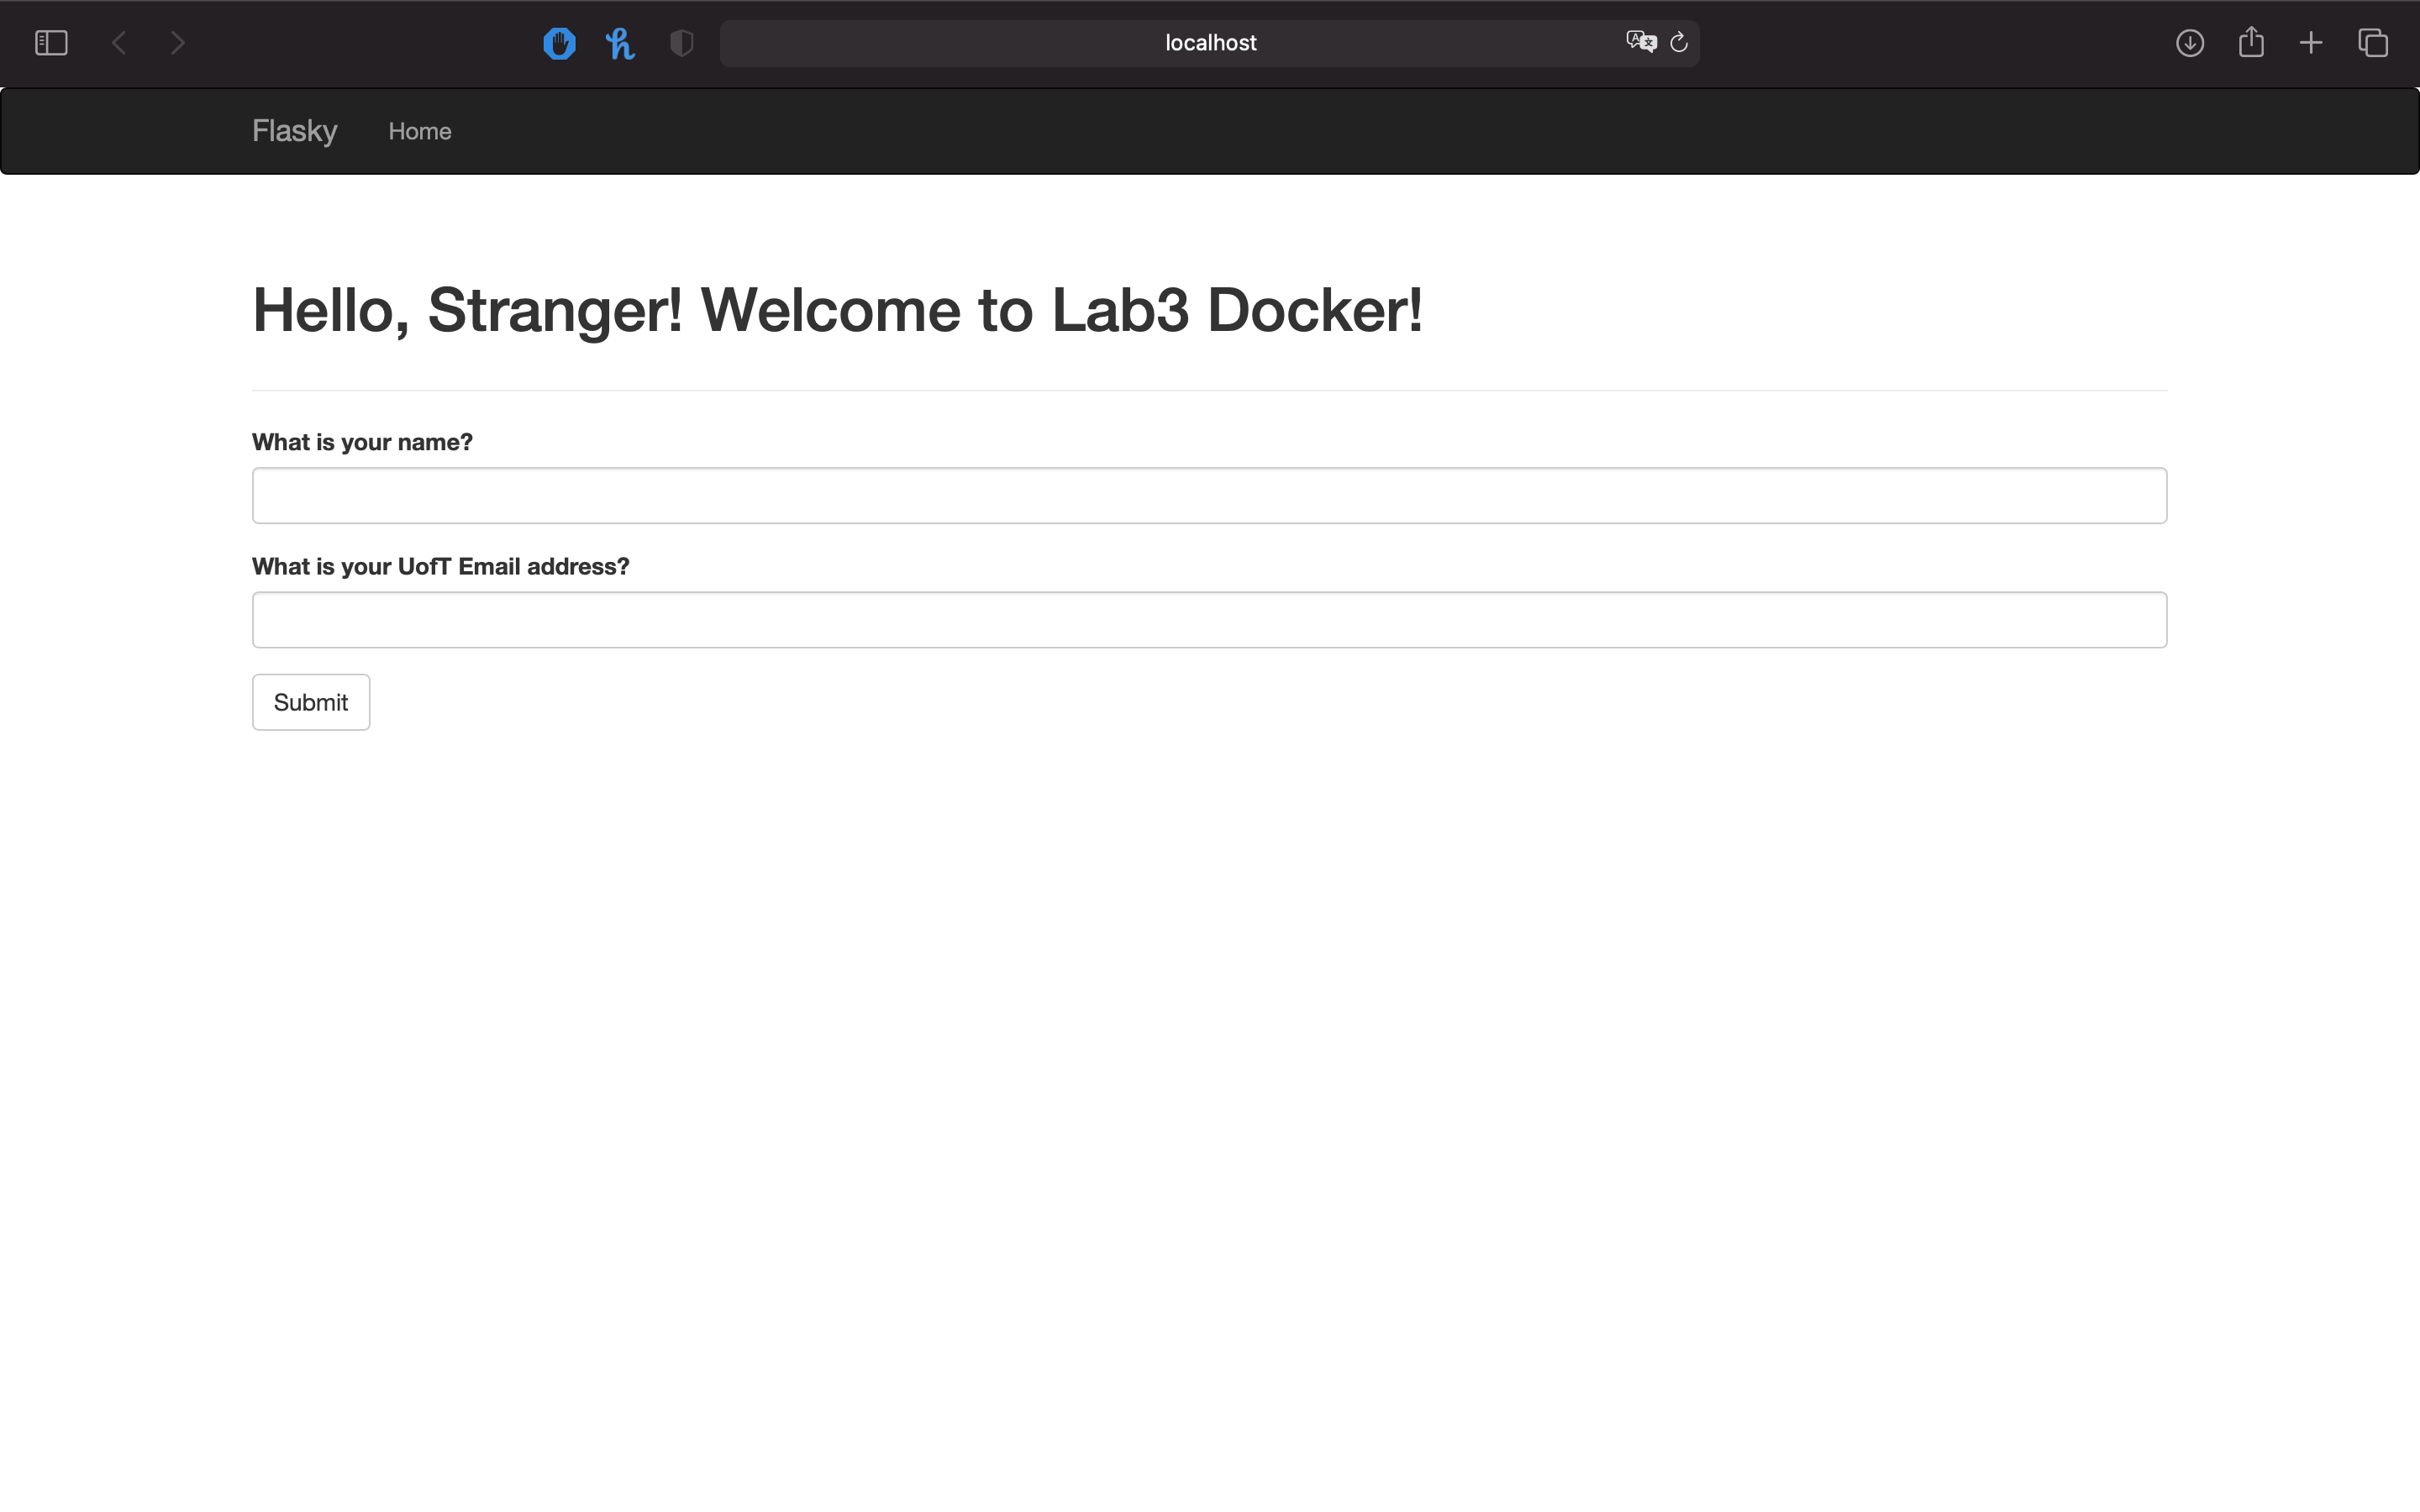 localhost
Flasky Home
Hello, Stranger! Welcome to Lab3 Docker!
What is your name?
What is your UofT Email address?
Submit